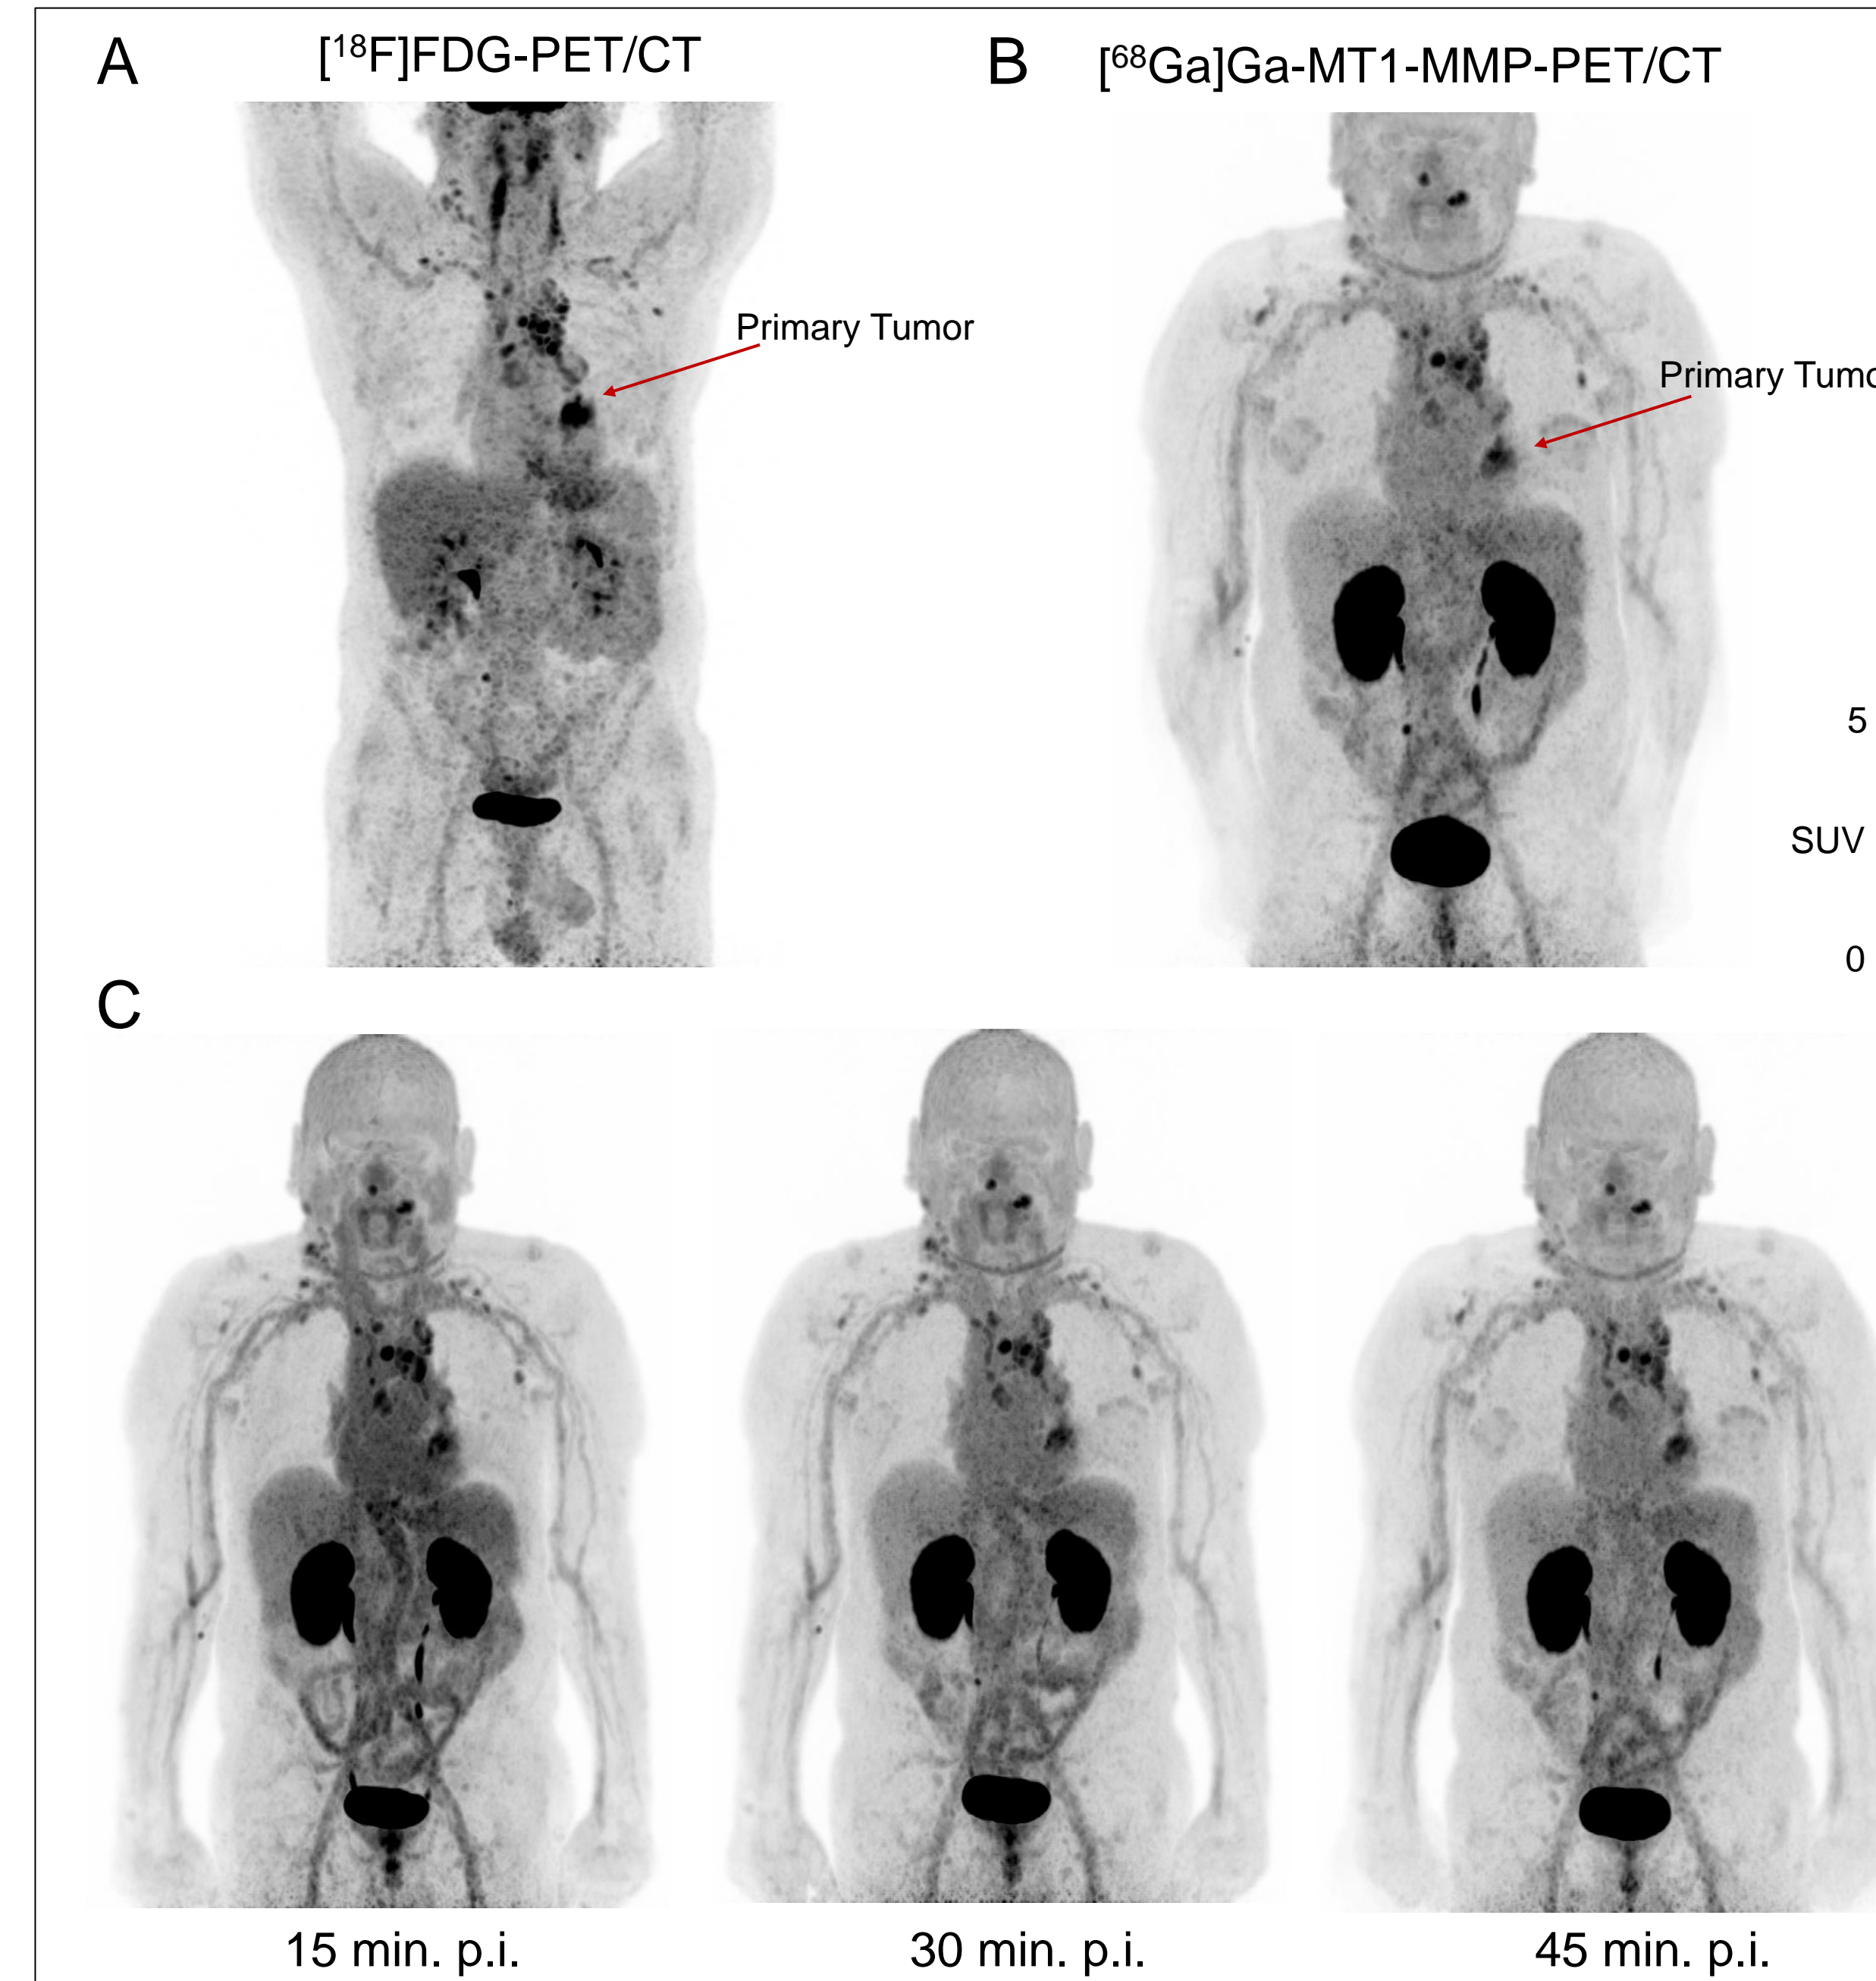 A
[¹⁸F]FDG-PET/CT
B
[⁶⁸Ga]Ga-MT1-MMP-PET/CT
Primary Tumor
Primary Tumo
5
SUV
0
C
15 min. p.i.
30 min. p.i.
45 min. p.i.